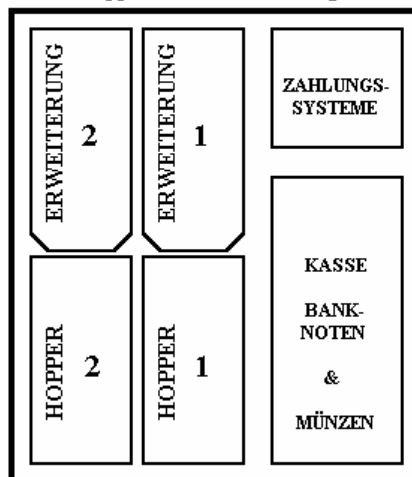 ERWEITERUNG 2
ERWEITERUNG 1
ZAHLUNGS-
SYSTEME
HOPPER 2
HOPPER 1
KASSE
BANK-
NOTEN
&
MÜNZEN